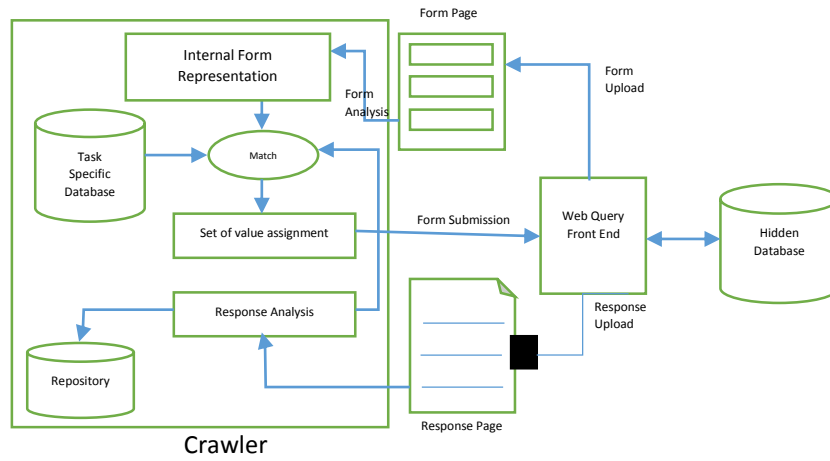 Form Page
Internal Form
Representation
Form
Analysis
Form
Upload
Task
Specific
Database
Match
Set of value assignment
Form Submission
Web Query
Front End
Hidden
Database
Response Analysis
Response
Upload
Repository
Response Page
Crawler